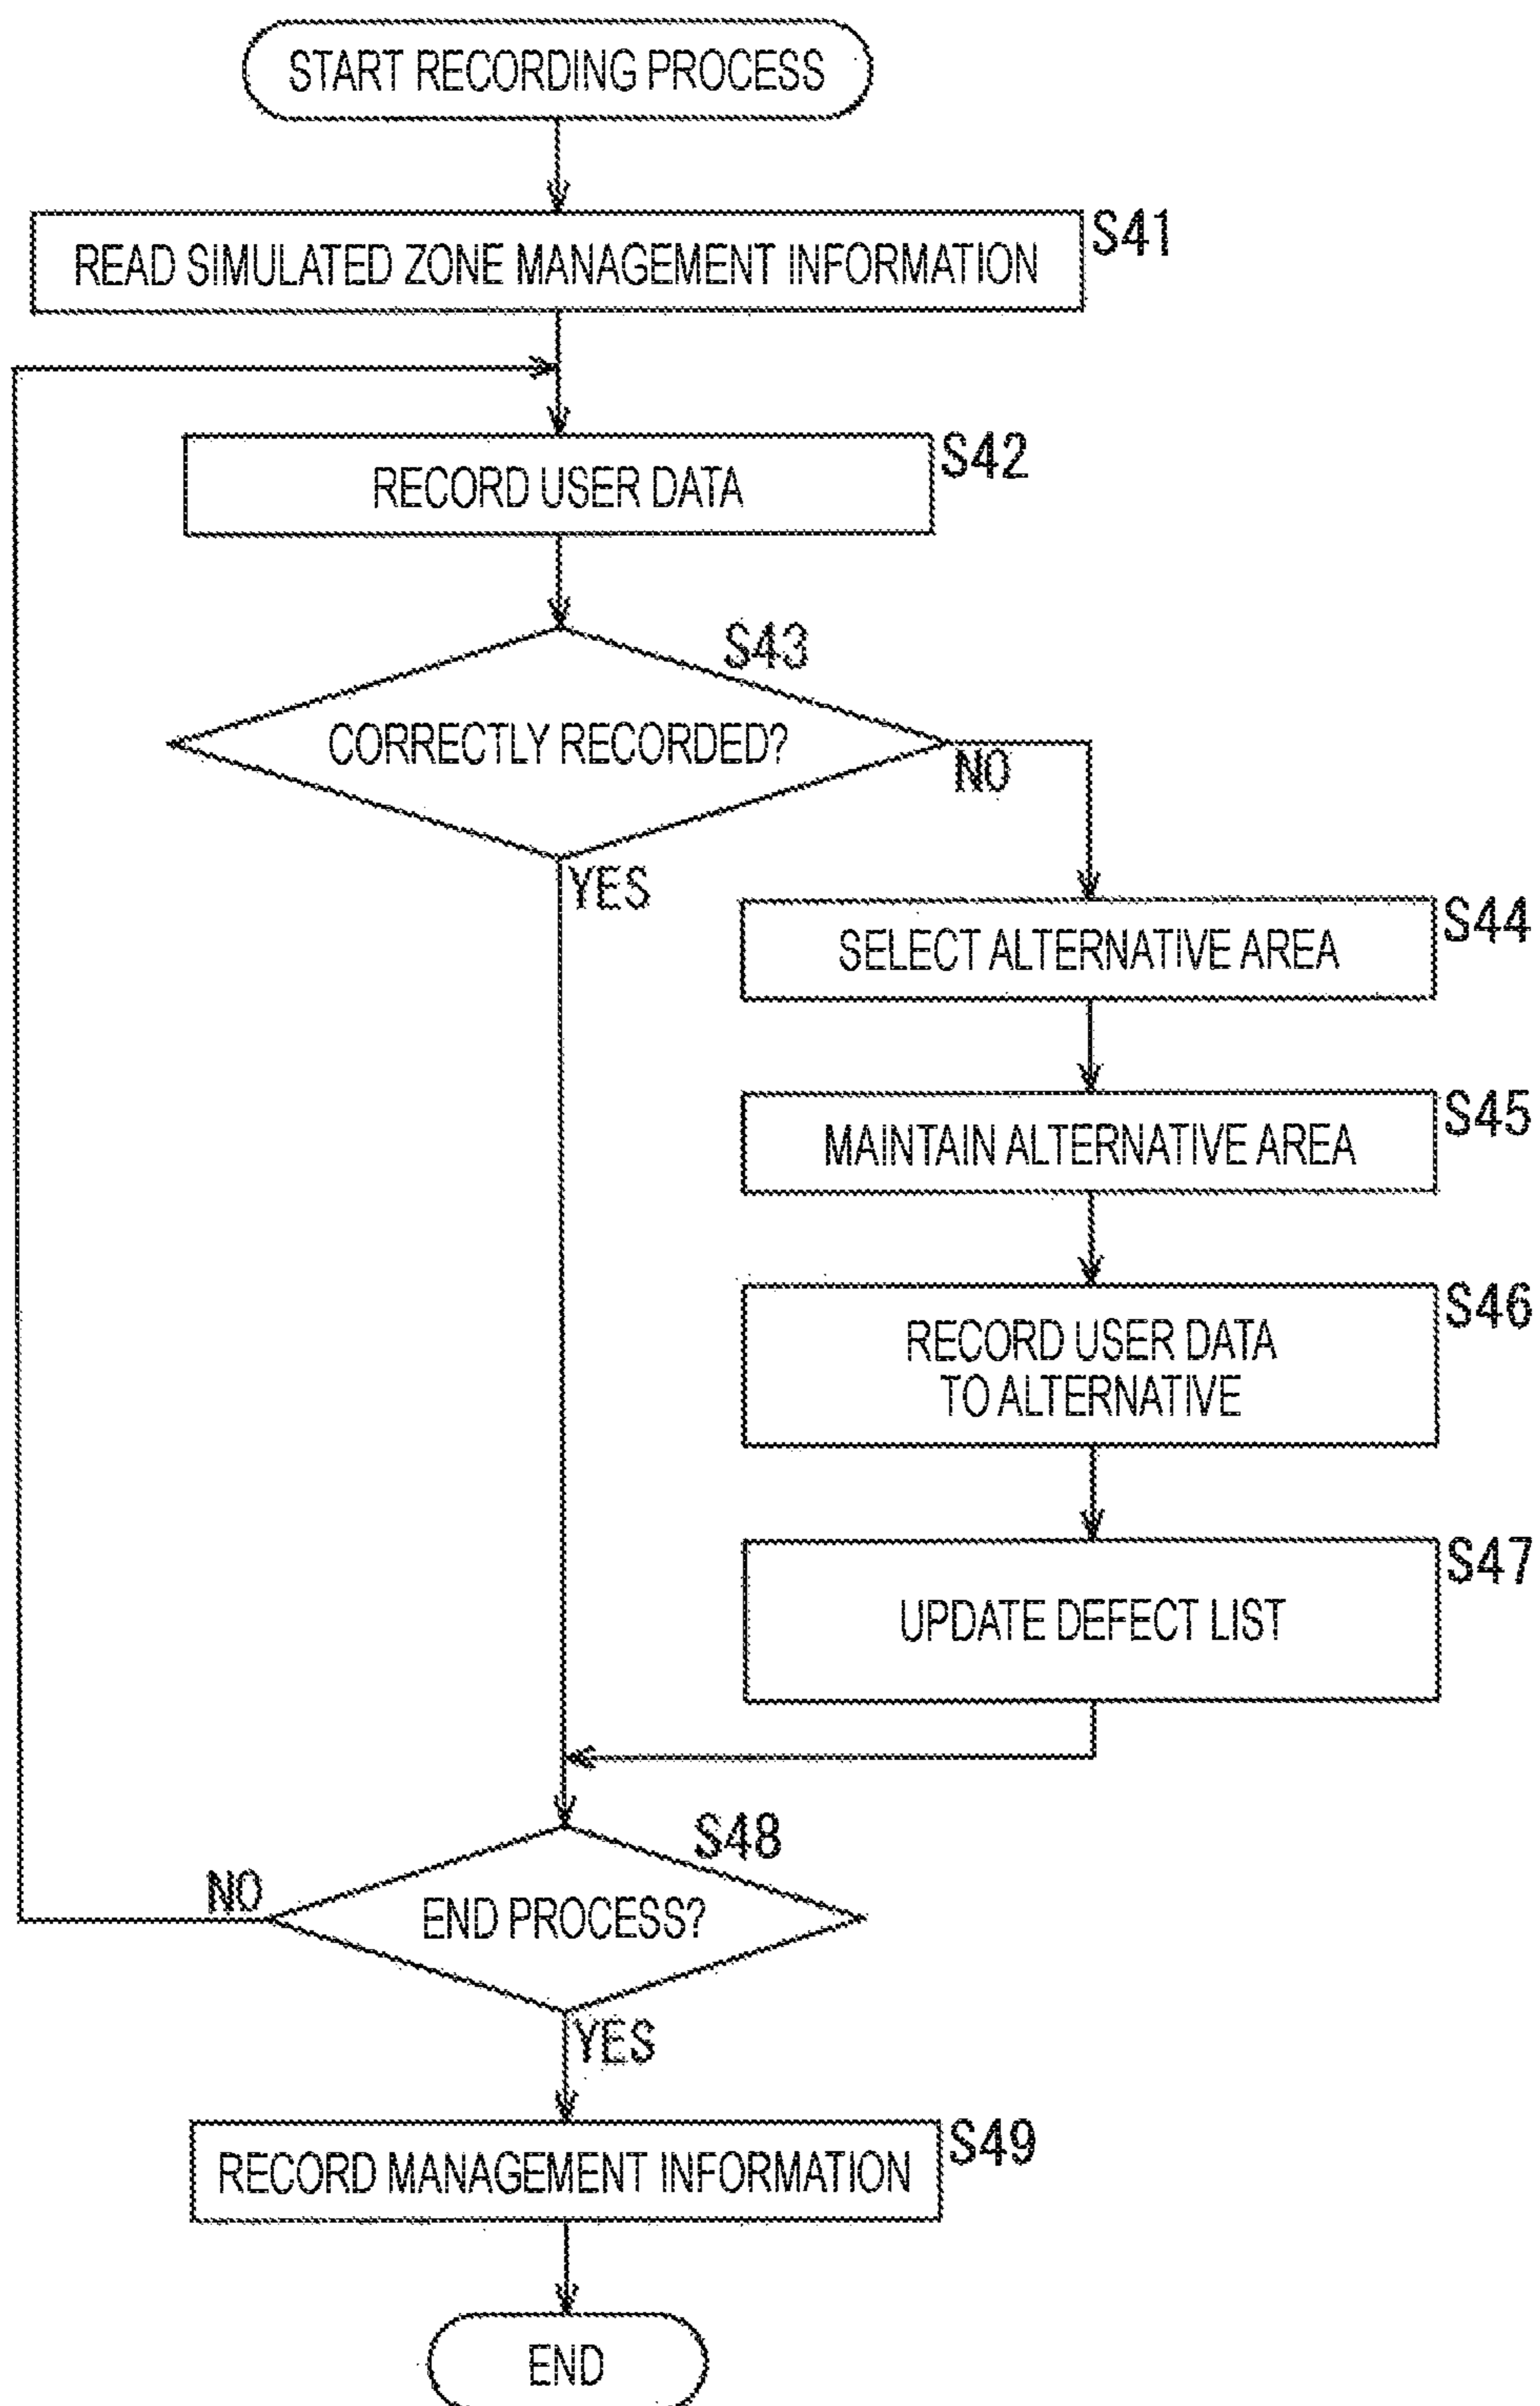 START RECORDING PROCESS
READ SIMULATED ZONE MANAGEMENT INFORMATION
S41
RECORD USER DATA
S42
S43
CORRECTLY RECORDED?
NO
YES
SELECT ALTERNATIVE AREA
S44
MAINTAIN ALTERNATIVE AREA
S45
RECORD USER DATA
TO ALTERNATIVE
S46
UPDATE DEFECT LIST
S47
S48
NO
END PROCESS?
YES
RECORD MANAGEMENT INFORMATION
S49
END